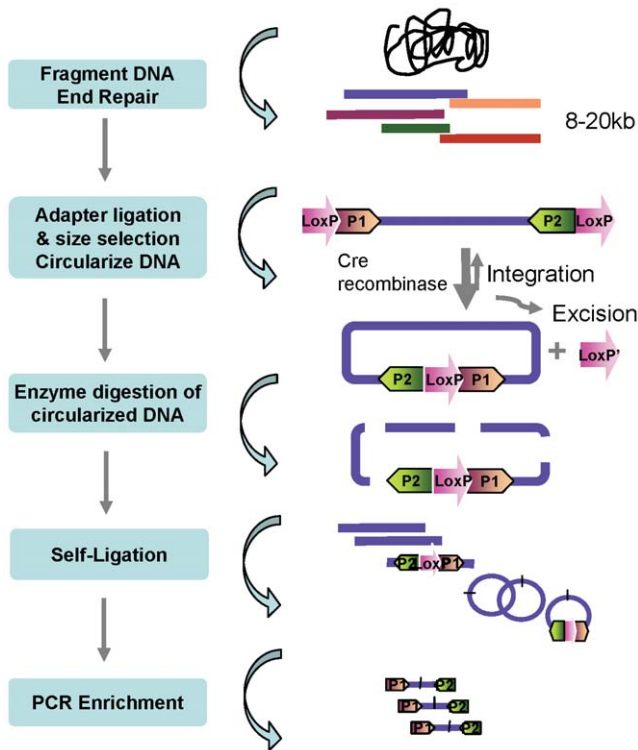 Fragment DNA
End Repair
8-20kb
Adapter ligation
& size selection
Circularize DNA
LoxP P1 P2 LoxP
Cre
recombinase
Integration
Excision
P2 LoxP P1 + LoxP'
Enzyme digestion of
circularized DNA
P2 LoxP P1
Self-Ligation
P2 LoxP P1
PCR Enrichment
P1 P2
P1 P2
P1 P2